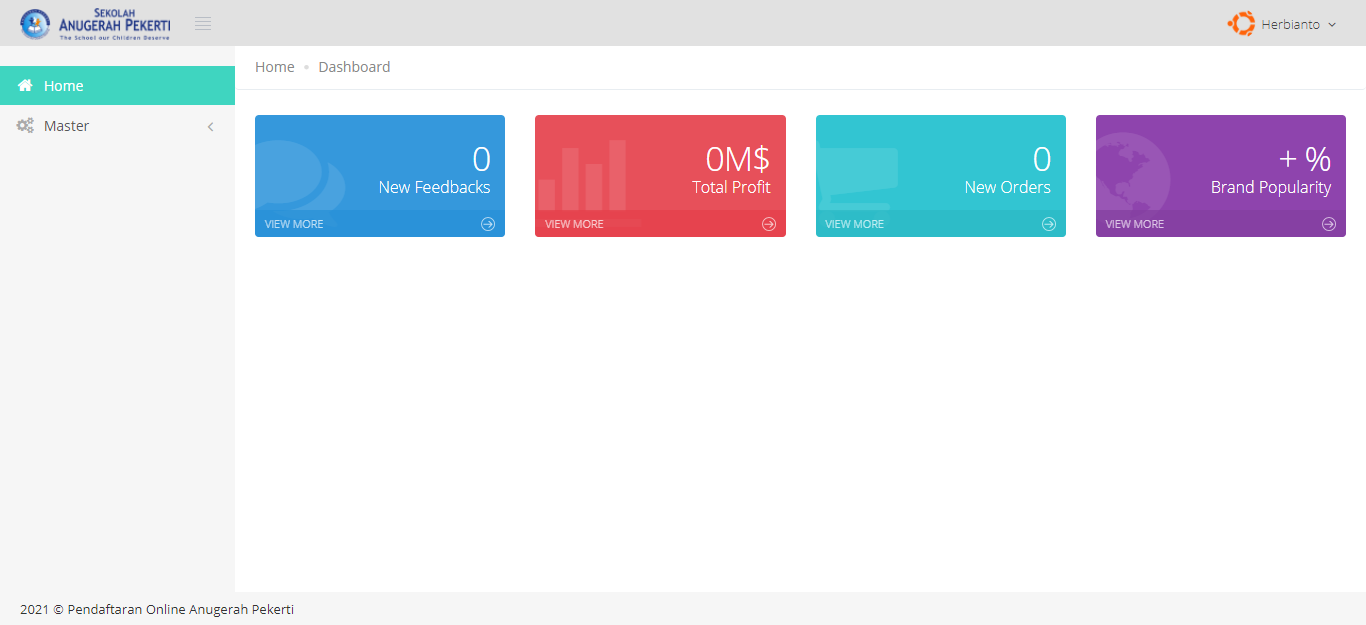 SEKOLAH
ANUGERAH PEKERTI
The School our Children Deserve
Herbianto
Home
Master
Home Dashboard
0
New Feedbacks
VIEW MORE
0M$
Total Profit
VIEW MORE
0
New Orders
VIEW MORE
+ %
Brand Popularity
VIEW MORE
2021 © Pendaftaran Online Anugerah Pekerti